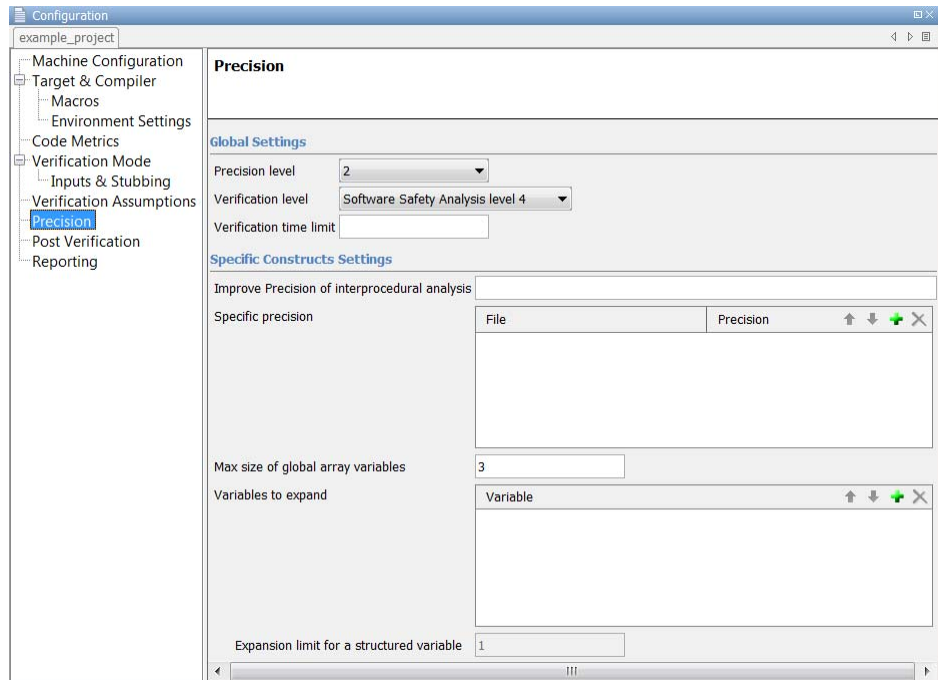 Configuration
example_project
Machine Configuration
Target & Compiler
Macros
Environment Settings
Code Metrics
Verification Mode
Inputs & Stubbing
Verification Assumptions
Precision
Post Verification
Reporting
Precision
Global Settings
Precision level 2
Verification level Software Safety Analysis level 4
Verification time limit
Specific Constructs Settings
Improve Precision of interprocedural analysis
Specific precision File Precision
Max size of global array variables 3
Variables to expand Variable
Expansion limit for a structured variable 1